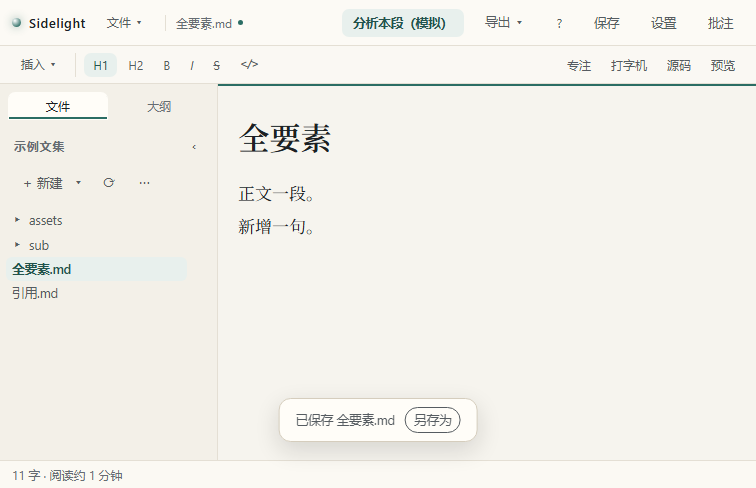 Sidelight 文件 全要素.md 分析本段（模拟） 导出 ? 保存 设置 批注
插入 H1 H2 B I S </> 专注 打字机 源码 预览
文件 大纲
示例文集
+ 新建 ...
assets
sub
全要素.md
引用.md
全要素
正文一段。
新增一句。
已保存 全要素.md 另存为
11 字 · 阅读约 1 分钟